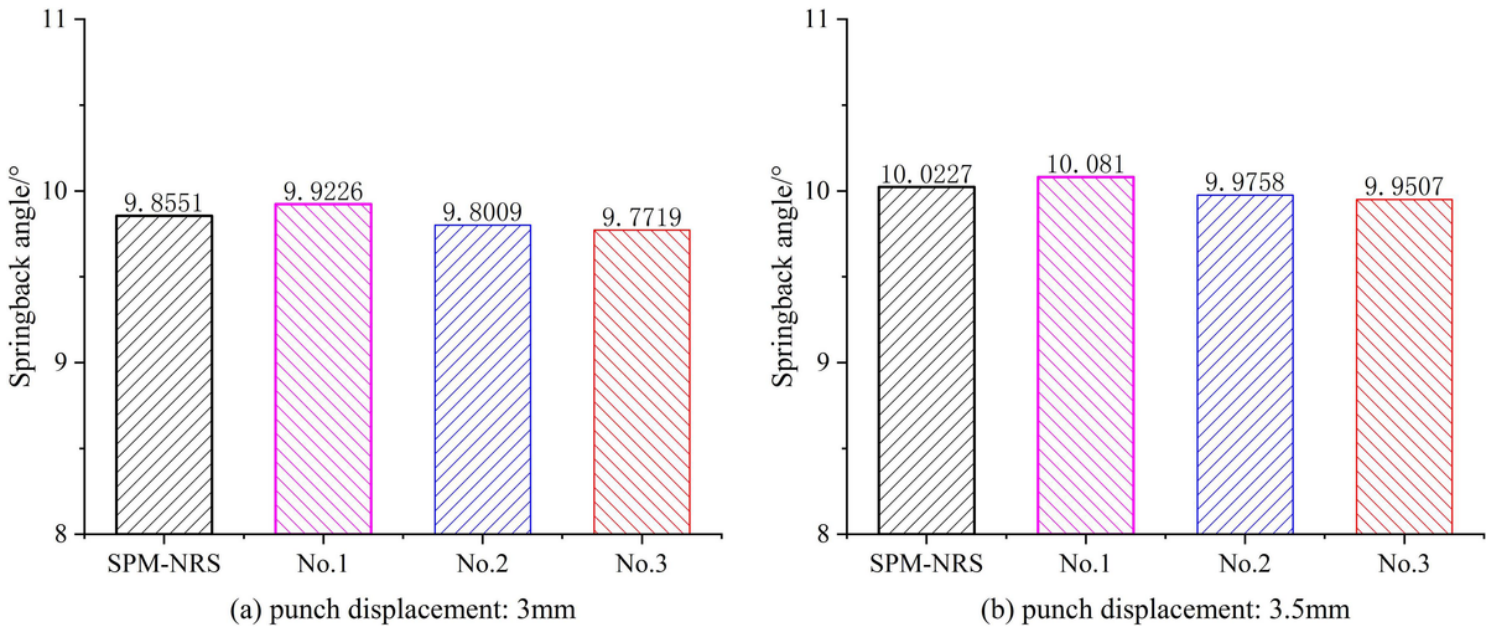 Springback angle/°
11
10
9
8
9.8551
9.9226
9.8009
9.7719
SPM-NRS
No.1
No.2
No.3
(a) punch displacement: 3mm
Springback angle/°
11
10
9
8
10.0227
10.081
9.9758
9.9507
SPM-NRS
No.1
No.2
No.3
(b) punch displacement: 3.5mm